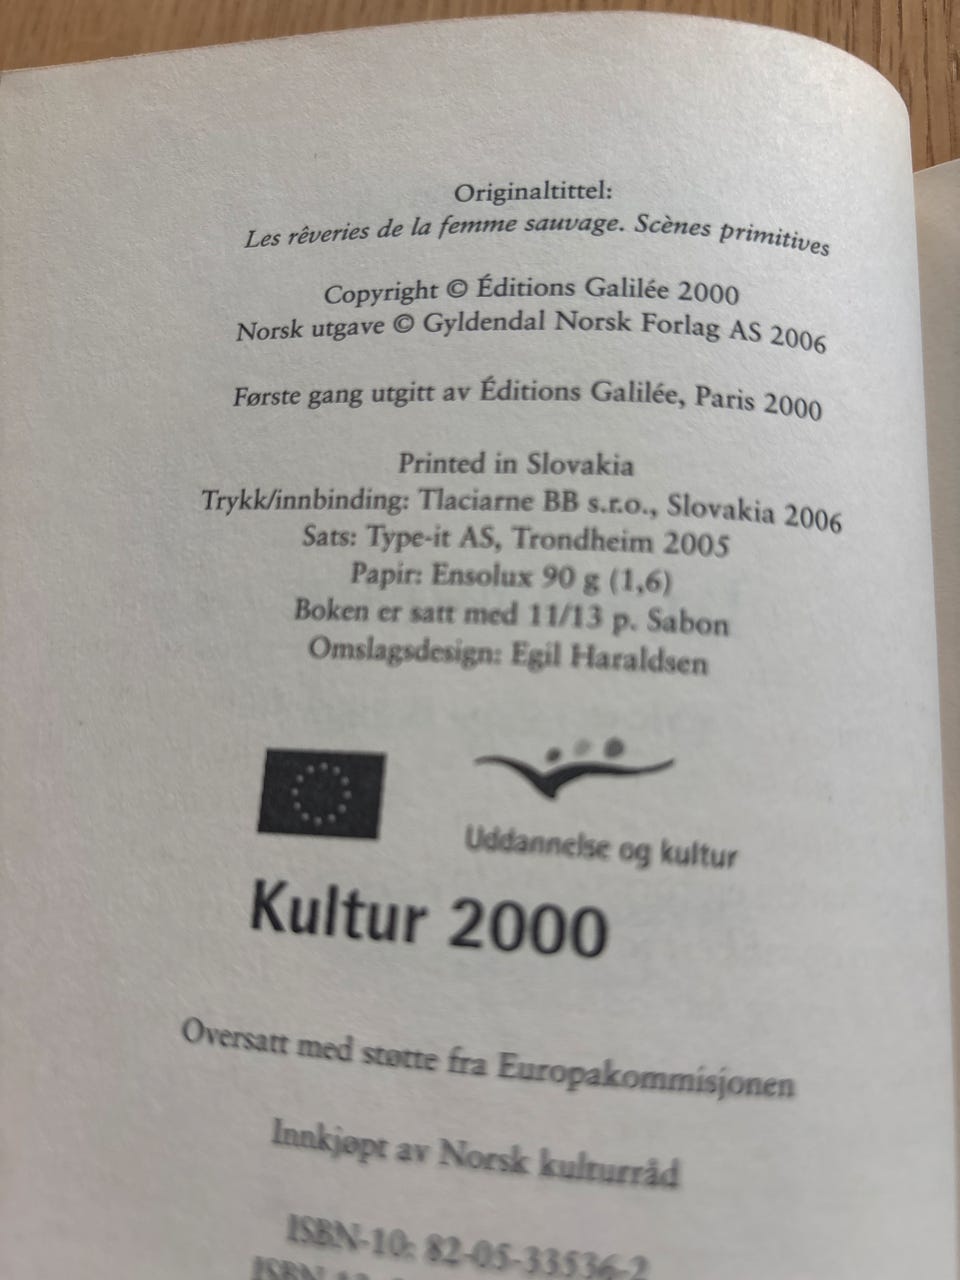 Originaltittel:
Les rêveries de la femme sauvage. Scènes primitives
Copyright © Éditions Galilée 2000
Norsk utgave © Gyldendal Norsk Forlag AS 2006
Første gang utgitt av Éditions Galilée, Paris 2000
Printed in Slovakia
Trykk/innbinding: Tlaciarne BB s.r.o., Slovakia 2006
Sats: Type-it AS, Trondheim 2005
Papir: Ensolux 90 g (1,6)
Boken er satt med 11/13 p. Sabon
Omslagsdesign: Egil Haraldsen
Uddannelse og kultur
Kultur 2000
Oversatt med støtte fra Europakommisjonen
Innkjøpt av Norsk kulturråd
ISBN-10: 82-05-33536-2